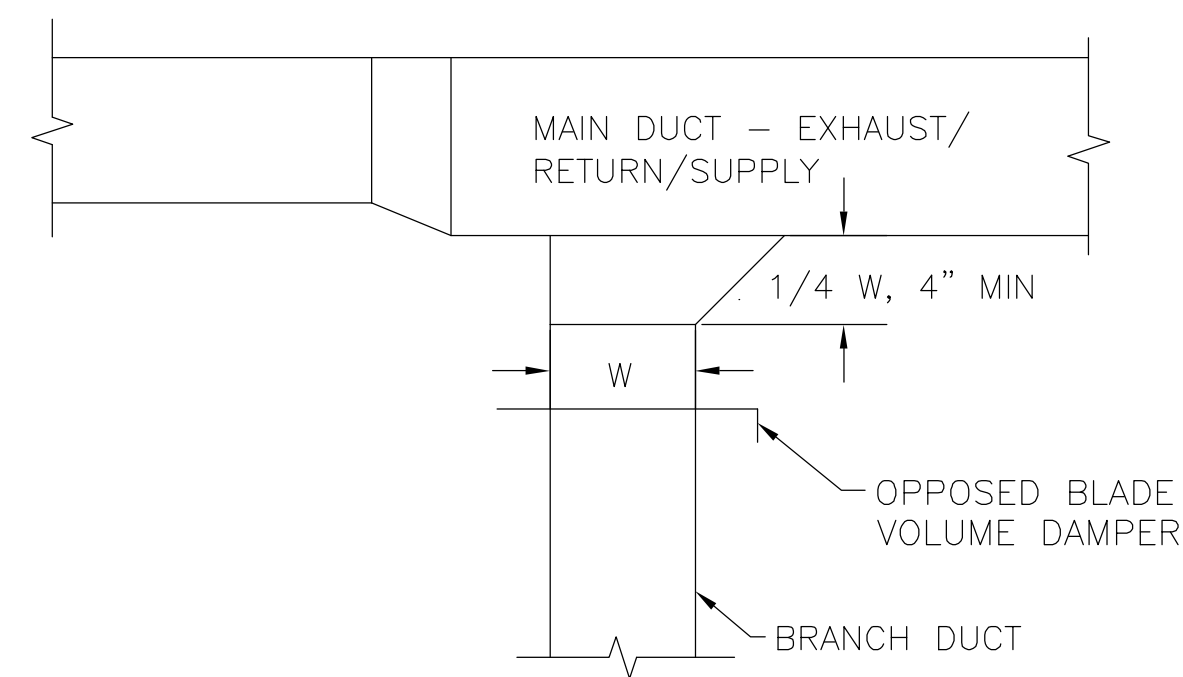 MAIN DUCT – EXHAUST/
RETURN/SUPPLY
1/4 W, 4” MIN
W
OPPOSED BLADE
VOLUME DAMPER
BRANCH DUCT